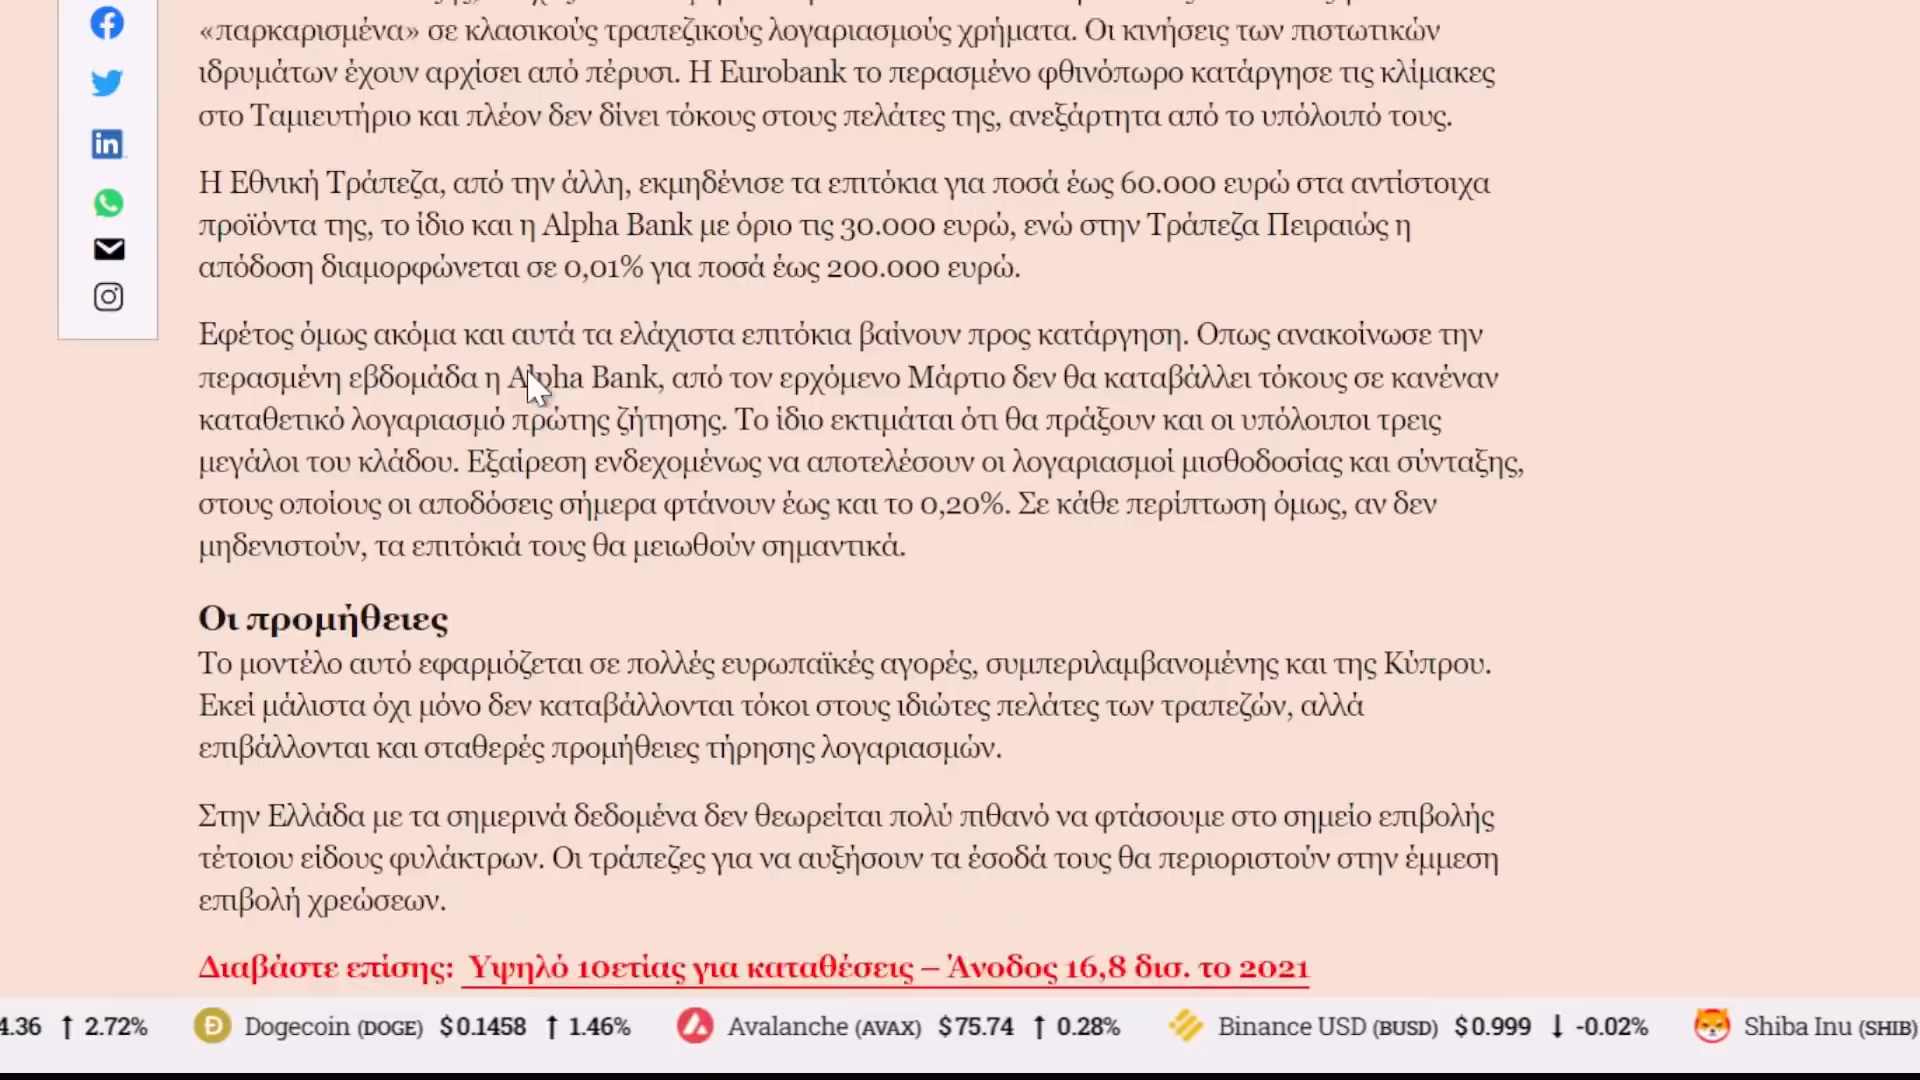 «παρκαρισμένα» σε κλασικούς τραπεζικούς λογαριασμούς χρήματα. Οι κινήσεις των πιστωτικών
ιδρυμάτων έχουν αρχίσει από πέρυσι. Η Eurobank το περασμένο φθινόπωρο κατάργησε τις κλίμακες
στο Ταμιευτήριο και πλέον δεν δίνει τόκους στους πελάτες της, ανεξάρτητα από το υπόλοιπό τους.
Η Εθνική Τράπεζα, από την άλλη, εκμηδένισε τα επιτόκια για ποσά έως 60.000 ευρώ στα αντίστοιχα
προϊόντα της, το ίδιο και η Alpha Bank με όριο τις 30.000 ευρώ, ενώ στην Τράπεζα Πειραιώς η
απόδοση διαμορφώνεται σε 0,01% για ποσά έως 200.000 ευρώ.
Εφέτος όμως ακόμα και αυτά τα ελάχιστα επιτόκια βαίνουν προς κατάργηση. Οπως ανακοίνωσε την
περασμένη εβδομάδα η Alpha Bank, από τον ερχόμενο Μάρτιο δεν θα καταβάλλει τόκους σε κανέναν
καταθετικό λογαριασμό πρώτης ζήτησης. Το ίδιο εκτιμάται ότι θα πράξουν και οι υπόλοιποι τρεις
μεγάλοι του κλάδου. Εξαίρεση ενδεχομένως να αποτελέσουν οι λογαριασμοί μισθοδοσίας και σύνταξης,
στους οποίους οι αποδόσεις σήμερα φτάνουν έως και το 0,20%. Σε κάθε περίπτωση όμως, αν δεν
μηδενιστούν, τα επιτόκιά τους θα μειωθούν σημαντικά.
Οι προμήθειες
Το μοντέλο αυτό εφαρμόζεται σε πολλές ευρωπαϊκές αγορές, συμπεριλαμβανομένης και της Κύπρου.
Εκεί μάλιστα όχι μόνο δεν καταβάλλονται τόκοι στους ιδιώτες πελάτες των τραπεζών, αλλά
επιβάλλονται και σταθερές προμήθειες τήρησης λογαριασμών.
Στην Ελλάδα με τα σημερινά δεδομένα δεν θεωρείται πολύ πιθανό να φτάσουμε στο σημείο επιβολής
τέτοιου είδους φυλάκτρων. Οι τράπεζες για να αυξήσουν τα έσοδά τους θα περιοριστούν στην έμμεση
επιβολή χρεώσεων.
Διαβάστε επίσης: Υψηλό 10ετίας για καταθέσεις – Άνοδος 16,8 δισ. το 2021
4.36 ↑ 2.72% Dogecoin (DOGE) $0.1458 ↑ 1.46% Avalanche (AVAX) $75.74 ↑ 0.28% Binance USD (BUSD) $0.999 ↓ -0.02% Shiba Inu (SHIB)